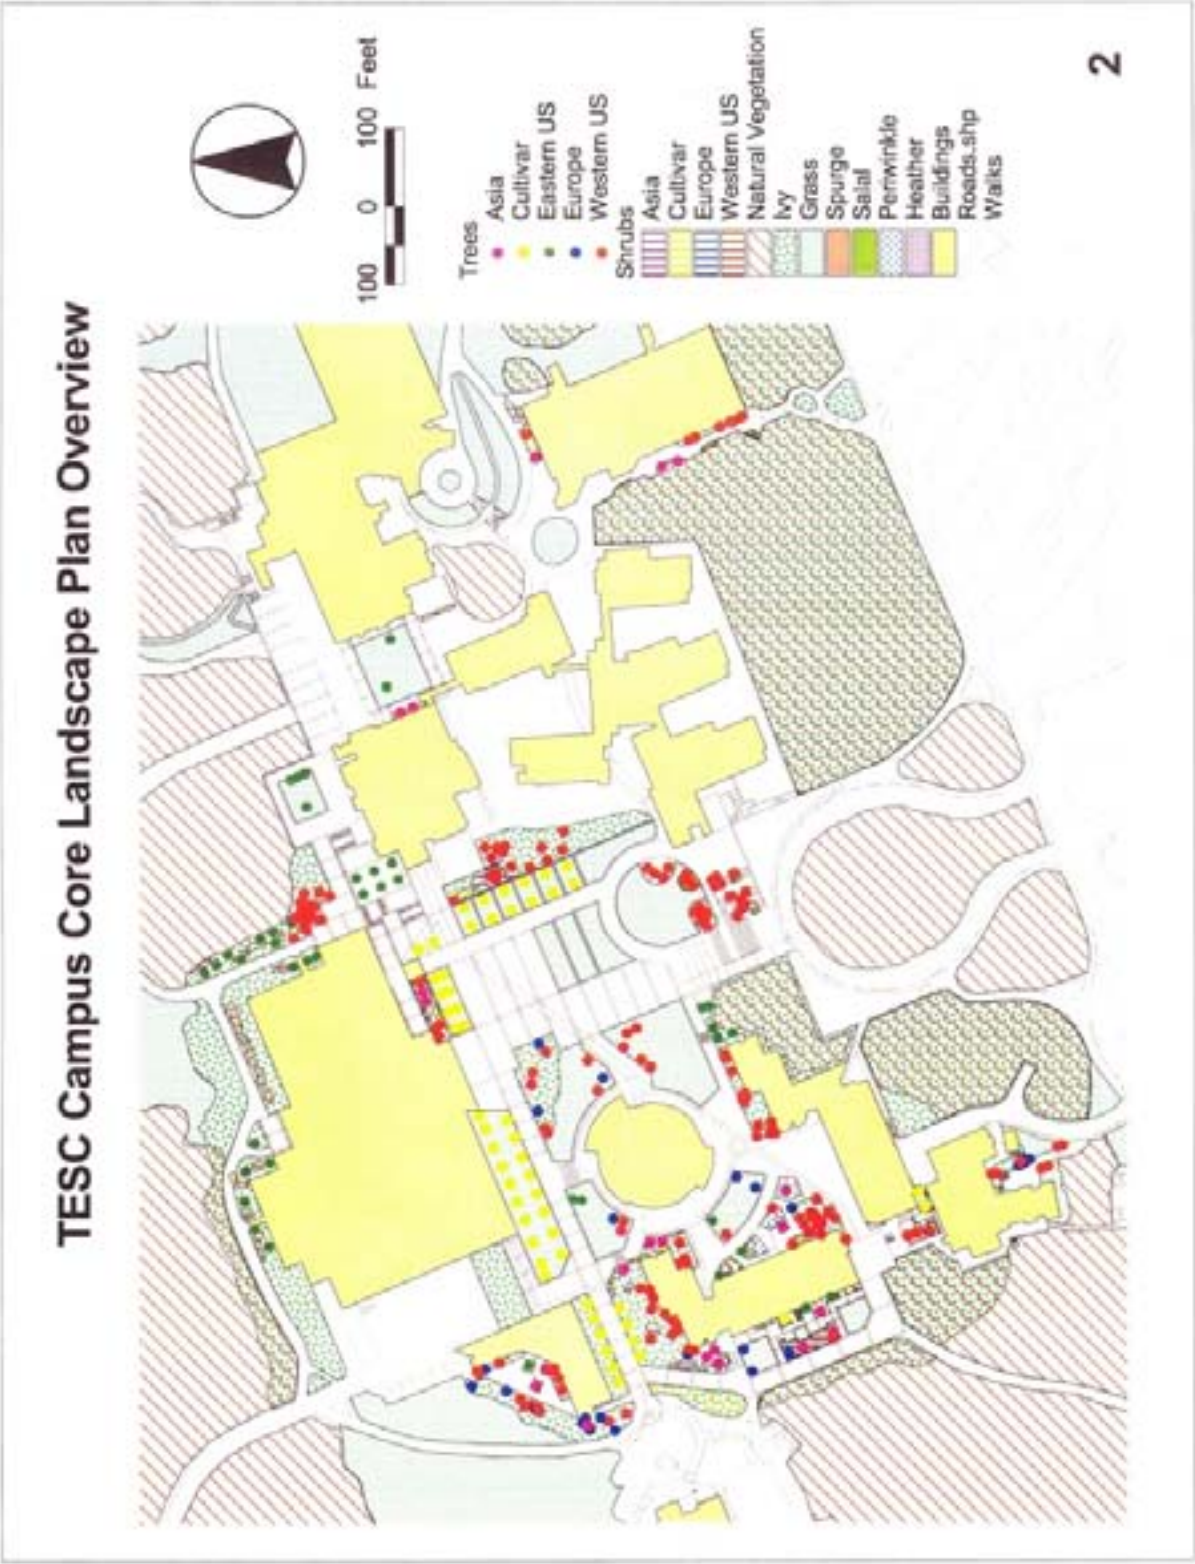 TESC Campus Core Landscape Plan Overview
100 0 100 Feet
Trees
Asia
Cultivar
Eastern US
Europe
Western US
Shrubs
Asia
Cultivar
Europe
Western US
Natural Vegetation
Ivy
Grass
Spurge
Salal
Periwinkle
Heather
Buildings
Roads.shp
Walks
2